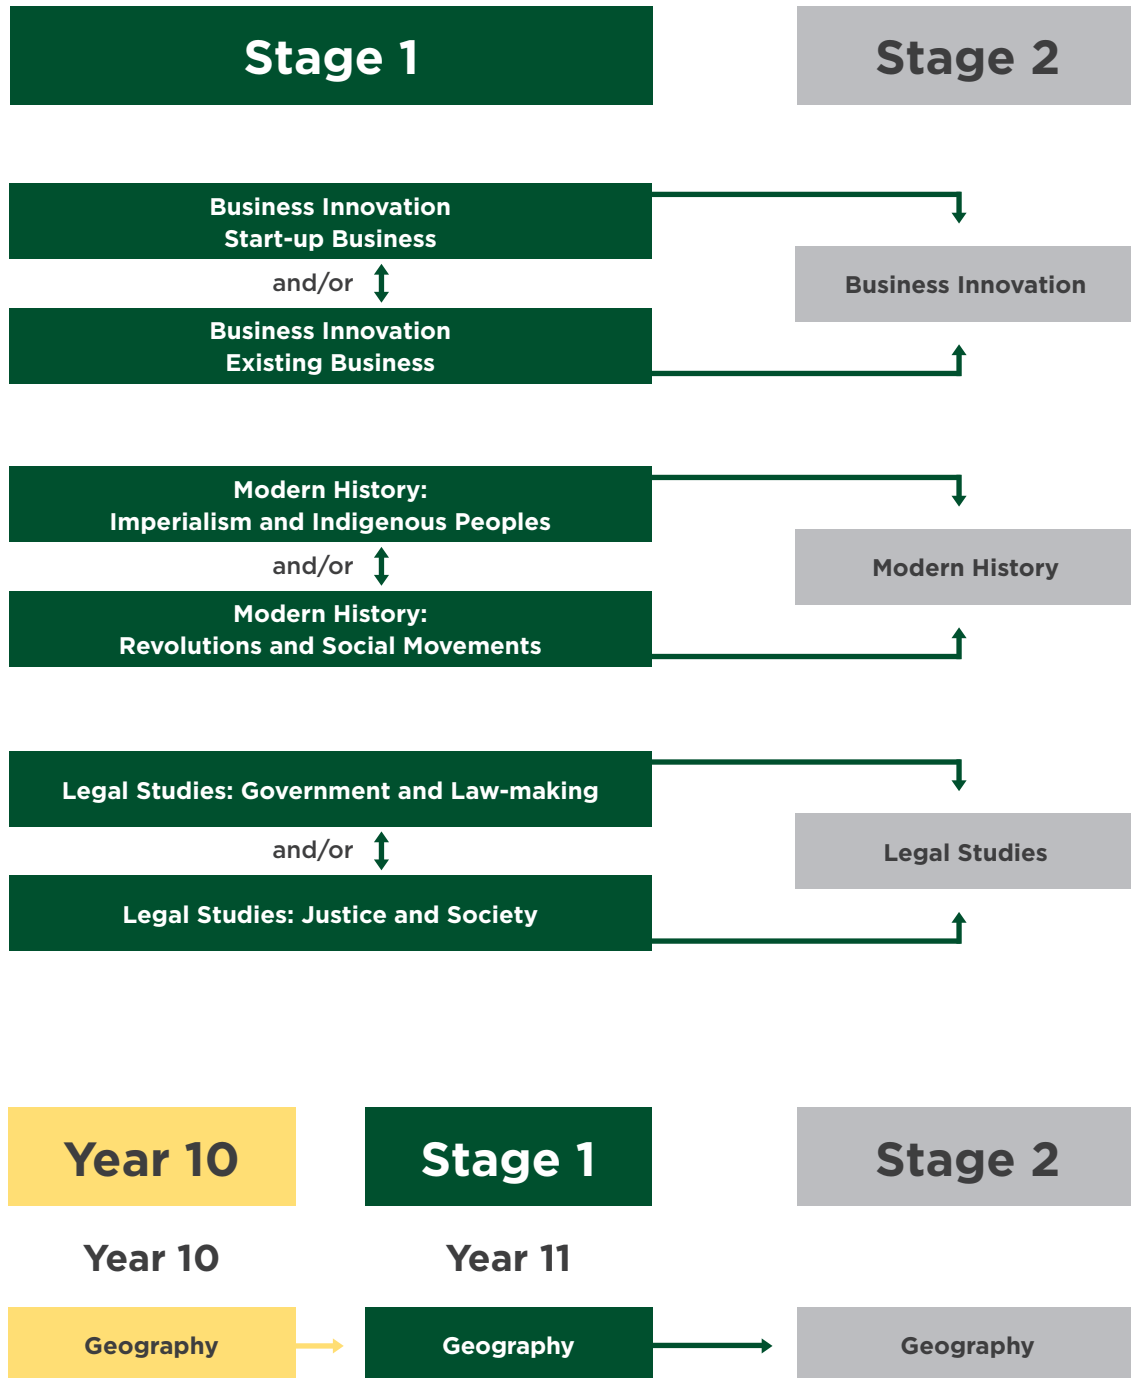 Stage 1
Stage 2
Business Innovation
Start-up Business
and/or
Business Innovation
Existing Business
Business Innovation
Modern History:
Imperialism and Indigenous Peoples
and/or
Modern History:
Revolutions and Social Movements
Modern History
Legal Studies: Government and Law-making
and/or
Legal Studies: Justice and Society
Legal Studies
Year 10
Stage 1
Stage 2
Year 10
Year 11
Geography
Geography
Geography